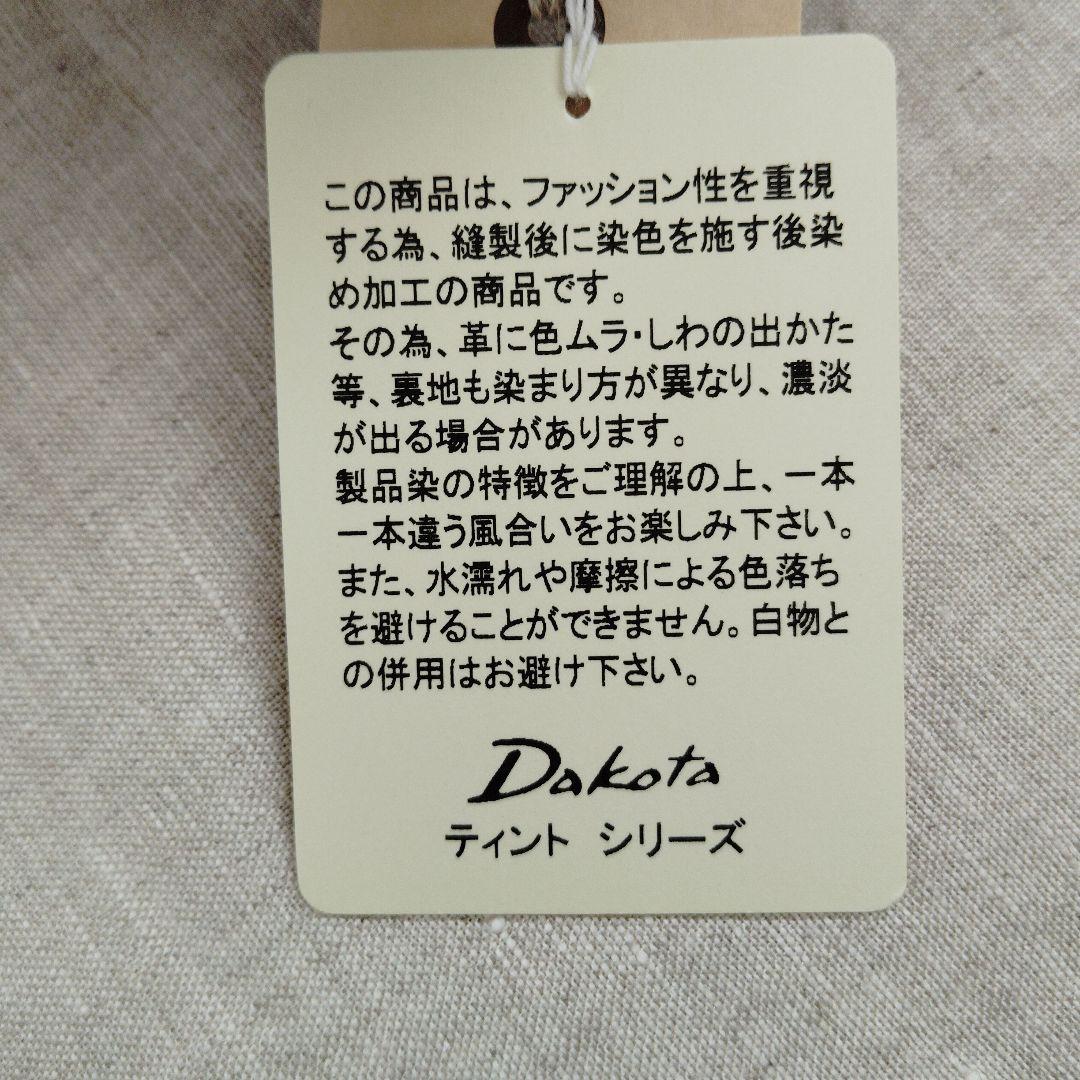 この商品は、ファッション性を重視
する為、縫製後に染色を施す後染
め加工の商品です。
その為、革に色ムラ・しわの出かた
等、裏地も染まり方が異なり、濃淡
が出る場合があります。
製品染の特徴をご理解の上、一本
一本違う風合いをお楽しみ下さい。
また、水濡れや摩擦による色落ち
を避けることができません。白物と
の併用はお避け下さい。
Dakota
ティント シリーズ